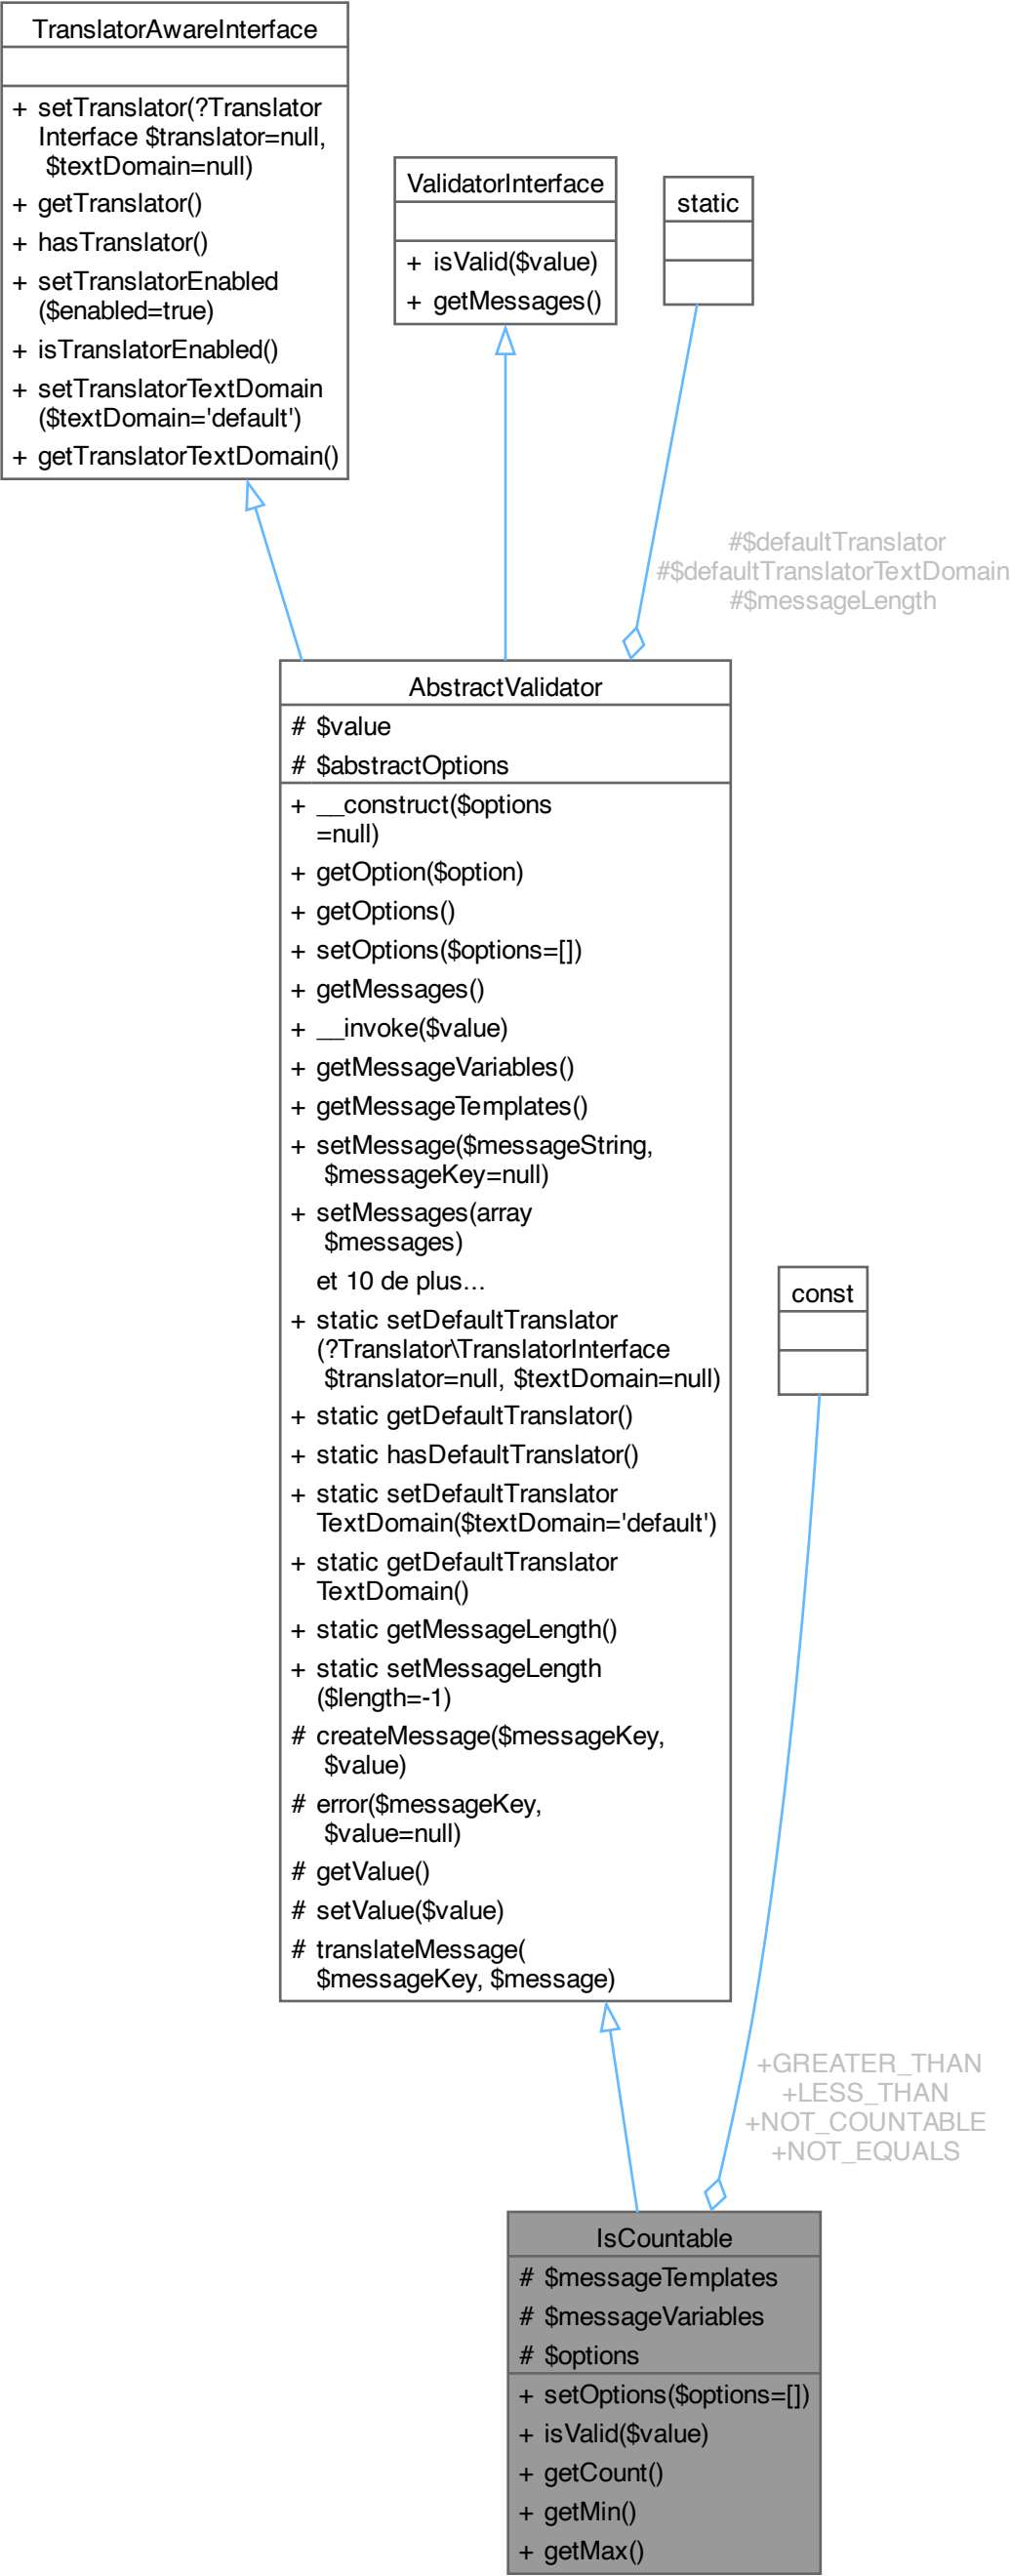 TranslatorAwareInterface
+ setTranslator(?Translator
Interface $translator=null,
$textDomain=null)
+ getTranslator()
+ hasTranslator()
+ setTranslatorEnabled
($enabled=true)
+ isTranslatorEnabled()
+ setTranslatorTextDomain
($textDomain='default')
+ getTranslatorTextDomain()
ValidatorInterface
+ isValid($value)
+ getMessages()
static
#$defaultTranslator
#$defaultTranslatorTextDomain
#$messageLength
AbstractValidator
# $value
# $abstractOptions
+ __construct($options
=null)
+ getOption($option)
+ getOptions()
+ setOptions($options=[])
+ getMessages()
+ __invoke($value)
+ getMessageVariables()
+ getMessageTemplates()
+ setMessage($messageString,
$messageKey=null)
+ setMessages(array
$messages)
et 10 de plus...
+ static setDefaultTranslator
(?Translator\TranslatorInterface
$translator=null, $textDomain=null)
+ static getDefaultTranslator()
+ static hasDefaultTranslator()
+ static setDefaultTranslator
TextDomain($textDomain='default')
+ static getDefaultTranslator
TextDomain()
+ static getMessageLength()
+ static setMessageLength
($length=-1)
# createMessage($messageKey,
$value)
# error($messageKey,
$value=null)
# getValue()
# setValue($value)
# translateMessage(
$messageKey, $message)
const
+GREATER_THAN
+LESS_THAN
+NOT_COUNTABLE
+NOT_EQUALS
IsCountable
# $messageTemplates
# $messageVariables
# $options
+ setOptions($options=[])
+ isValid($value)
+ getCount()
+ getMin()
+ getMax()